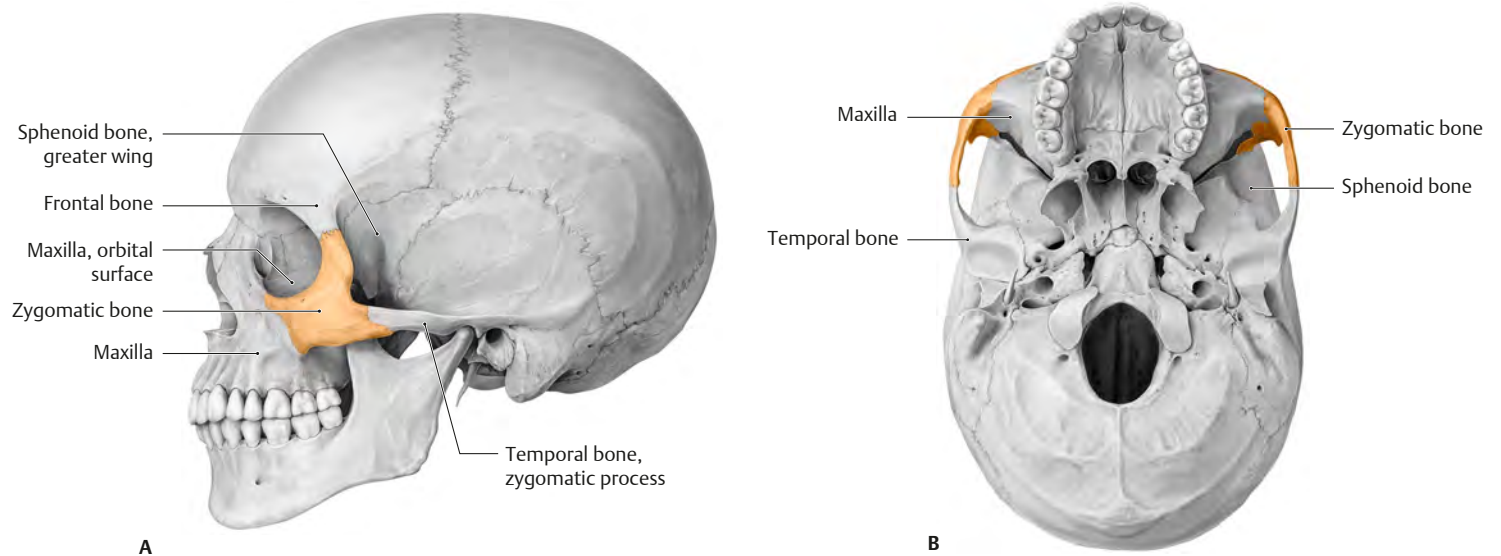 Sphenoid bone,
greater wing
Frontal bone
Maxilla, orbital
surface
Zygomatic bone
Maxilla
Temporal bone,
zygomatic process
A
Maxilla
Zygomatic bone
Sphenoid bone
Temporal bone
B